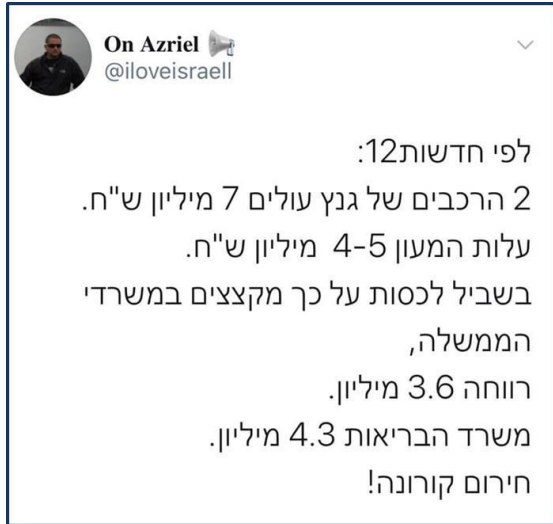 On Azriel
@iloveisraell
לפי חדשות12:
2 הרכבים של גנץ עולים 7 מיליון ש"ח.
עלות המעון 4-5 מיליון ש"ח.
בשביל לכסות על כך מקצצים במשרדי
הממשלה,
רווחה 3.6 מיליון.
משרד הבריאות 4.3 מיליון.
חירום קורונה!